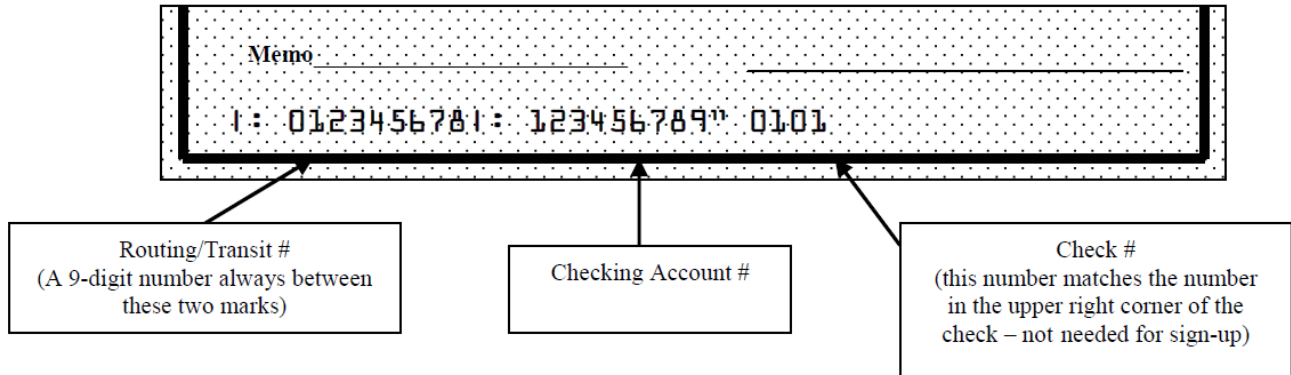 Memo
|: 012345678|: 123456789" 0101
Routing/Transit #
(A 9-digit number always between
these two marks)
Checking Account #
Check #
(this number matches the number
in the upper right corner of the
check – not needed for sign-up)